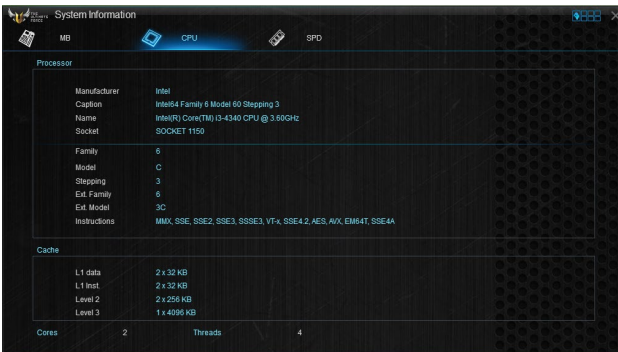 THE ULTIMATE FORCE System Information
MB CPU SPD
Processor
Manufacturer Intel
Caption Intel64 Family 6 Model 60 Stepping 3
Name Intel(R) Core(TM) i3-4340 CPU @ 3.60GHz
Socket SOCKET 1150
Family 6
Model C
Stepping 3
Ext. Family 6
Ext. Model 3C
Instructions MMX, SSE, SSE2, SSE3, SSSE3, VT-x, SSE4.2, AES, AVX, EM64T, SSE4A
Cache
L1 data 2 x 32 KB
L1 Inst. 2 x 32 KB
Level 2 2 x 256 KB
Level 3 1 x 4096 KB
Cores 2 Threads 4